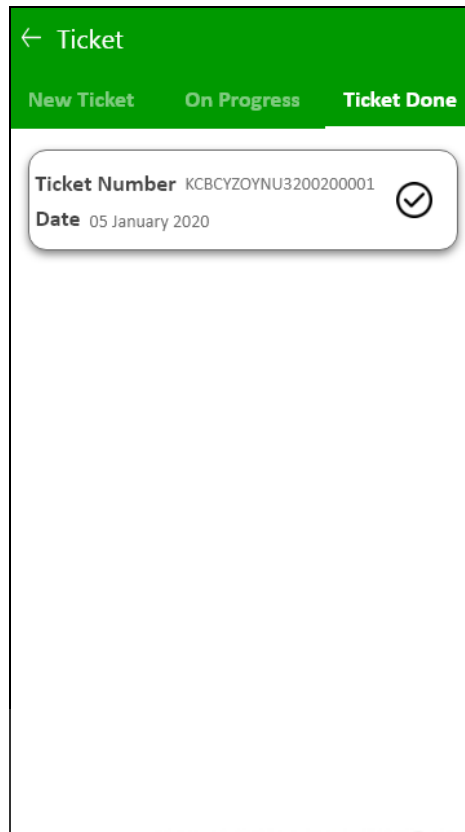 Ticket
New Ticket On Progress Ticket Done
Ticket Number KCBCYZOYNU3200200001
Date 05 January 2020